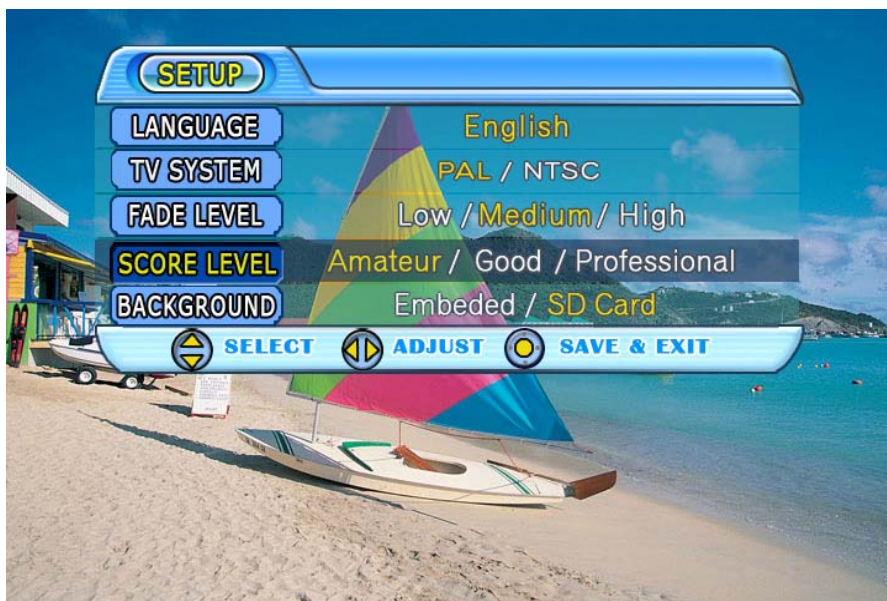 SETUP
LANGUAGE English
TV SYSTEM PAL / NTSC
FADE LEVEL Low / Medium / High
SCORE LEVEL Amateur / Good / Professional
BACKGROUND Embeded / SD Card
SELECT ADJUST SAVE & EXIT